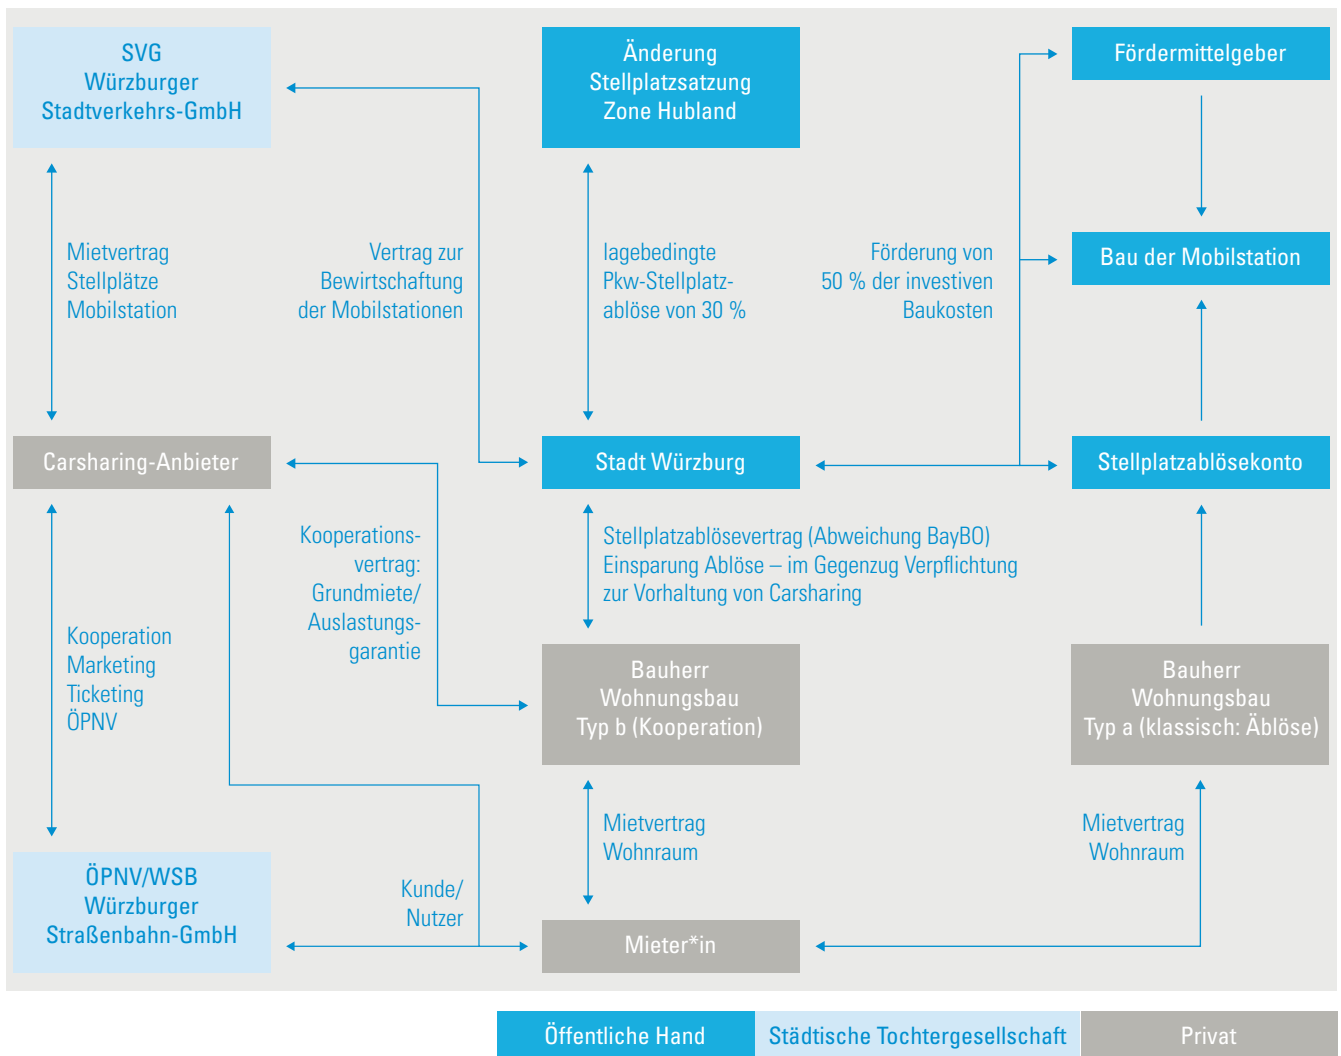 SVG
Würzburger
Stadtverkehrs-GmbH
Änderung
Stellplatzsatzung
Zone Hubland
Fördermittelgeber
Mietvertrag
Stellplätze
Mobilstation
Vertrag zur
Bewirtschaftung
der Mobilstationen
lagebedingte
Pkw-Stellplatz-
ablöse von 30 %
Förderung von
50 % der investiven
Baukosten
Bau der Mobilstation
Carsharing-Anbieter
Stadt Würzburg
Stellplatzablösekonto
Kooperations-
vertrag:
Grundmiete/
Auslastungs-
garantie
Stellplatzablösevertrag (Abweichung BayBO)
Einsparung Ablöse – im Gegenzug Verpflichtung
zur Vorhaltung von Carsharing
Kooperation
Marketing
Ticketing
ÖPNV
Bauherr
Wohnungsbau
Typ b (Kooperation)
Bauherr
Wohnungsbau
Typ a (klassisch: Äblöse)
Mietvertrag
Wohnraum
Mietvertrag
Wohnraum
ÖPNV/WSB
Würzburger
Straßenbahn-GmbH
Kunde/
Nutzer
Mieter*in
Öffentliche Hand
Städtische Tochtergesellschaft
Privat